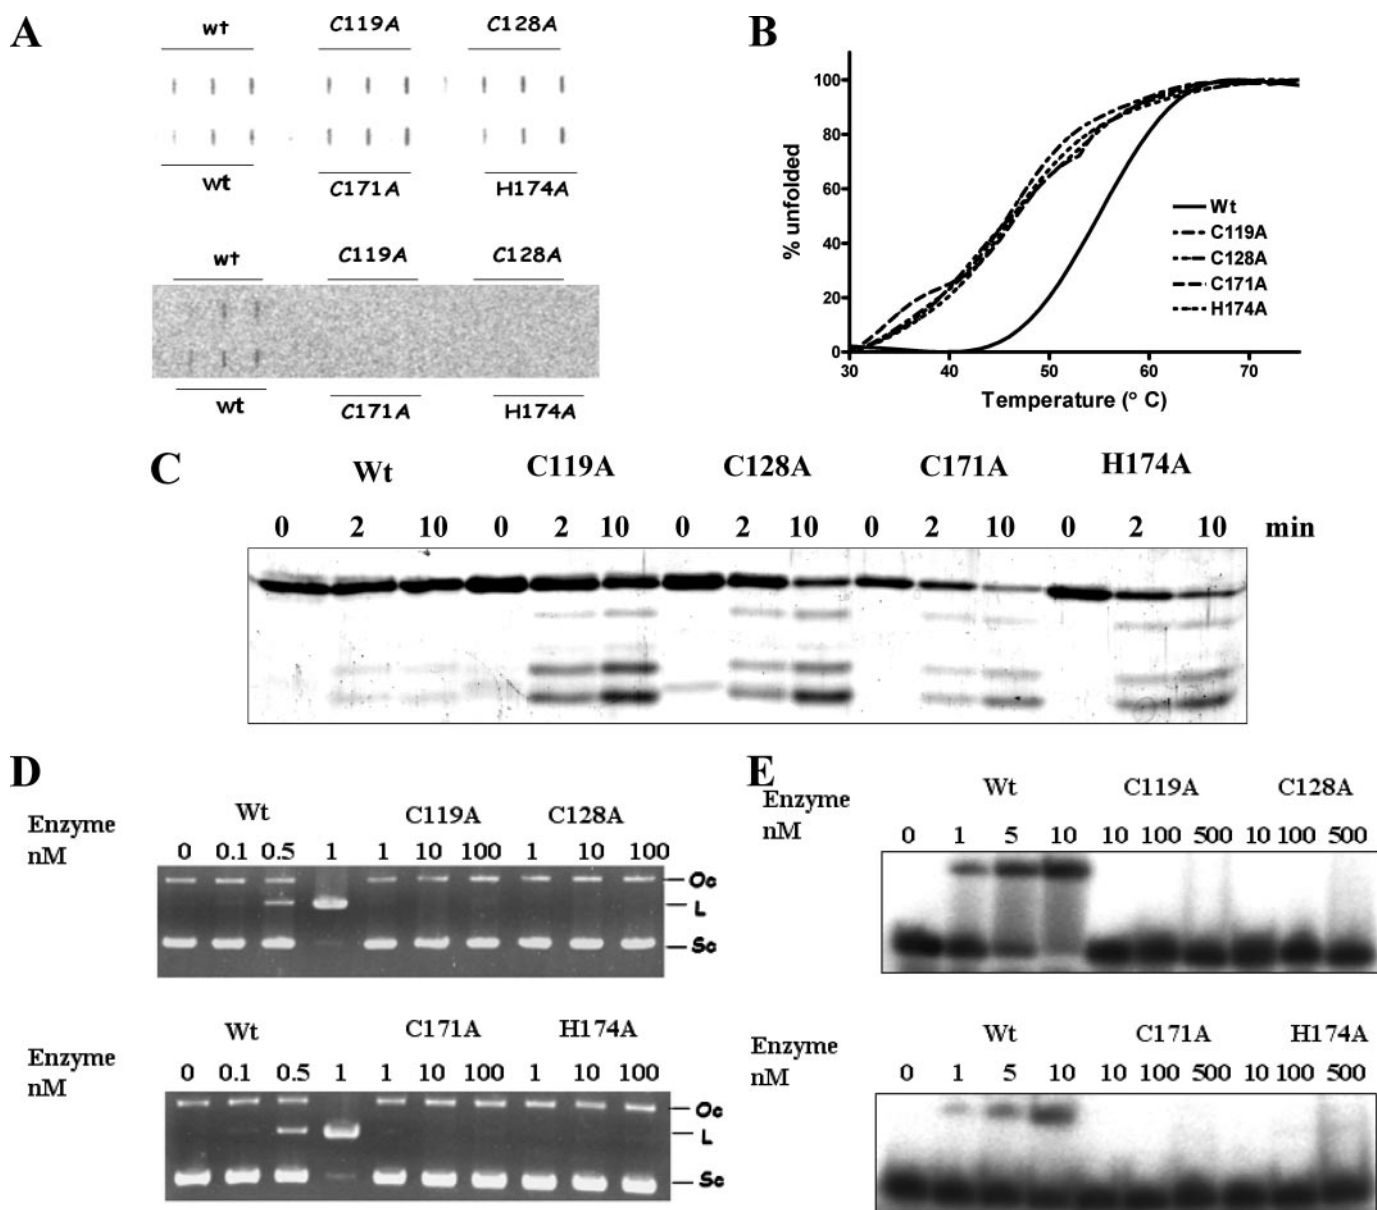 A
wt C119A C128A
wt C171A H174A
wt C119A C128A
wt C171A H174A
B
% unfolded
100
80
60
40
20
0
30 40 50 60 70
Temperature (° C)
Wt
C119A
C128A
C171A
H174A
C
Wt C119A C128A C171A H174A
0 2 10 0 2 10 0 2 10 0 2 10 0 2 10 min
D
Wt C119A C128A
Enzyme
nM
0 0.1 0.5 1 1 10 100 1 10 100
Oc
L
Sc
Wt C171A H174A
Enzyme
nM
0 0.1 0.5 1 1 10 100 1 10 100
Oc
L
Sc
E
Wt C119A C128A
Enzyme
nM
0 1 5 10 10 100 500 10 100 500
Wt C171A H174A
Enzyme
nM
0 1 5 10 10 100 500 10 100 500